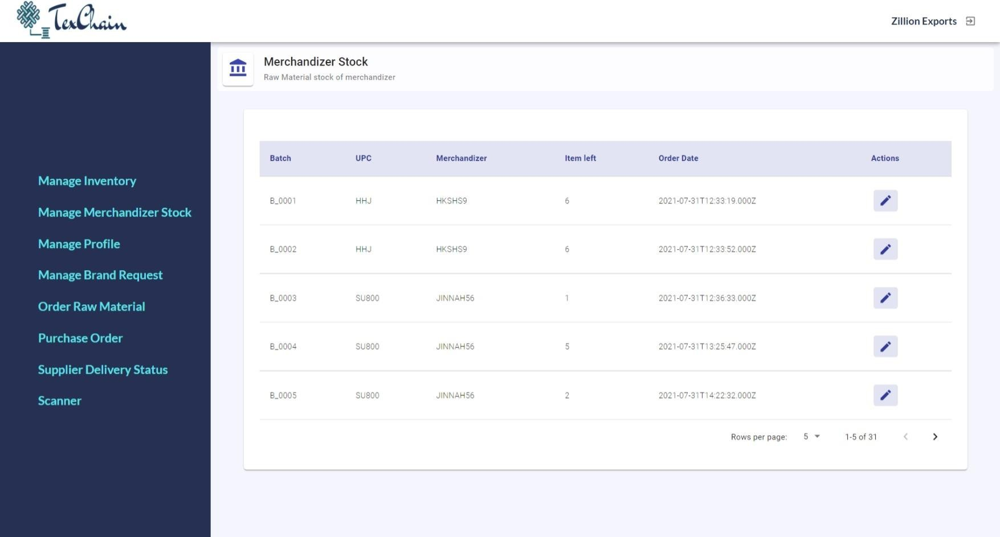 TexChain
Zillion Exports
Merchandizer Stock
Raw Material stock of merchandizer
Manage Inventory
Manage Merchandizer Stock
Manage Profile
Manage Brand Request
Order Raw Material
Purchase Order
Supplier Delivery Status
Scanner
Batch UPC Merchandizer Item left Order Date Actions
B_0001 HHJ HKSHS9 6 2021-07-31T12:33:19.000Z
B_0002 HHJ HKSHS9 6 2021-07-31T12:33:52.000Z
B_0003 SU800 JINNAH56 1 2021-07-31T12:36:33.000Z
B_0004 SU800 JINNAH56 5 2021-07-31T13:25:47.000Z
B_0005 SU800 JINNAH56 2 2021-07-31T14:22:32.000Z
Rows per page: 5 1-5 of 31